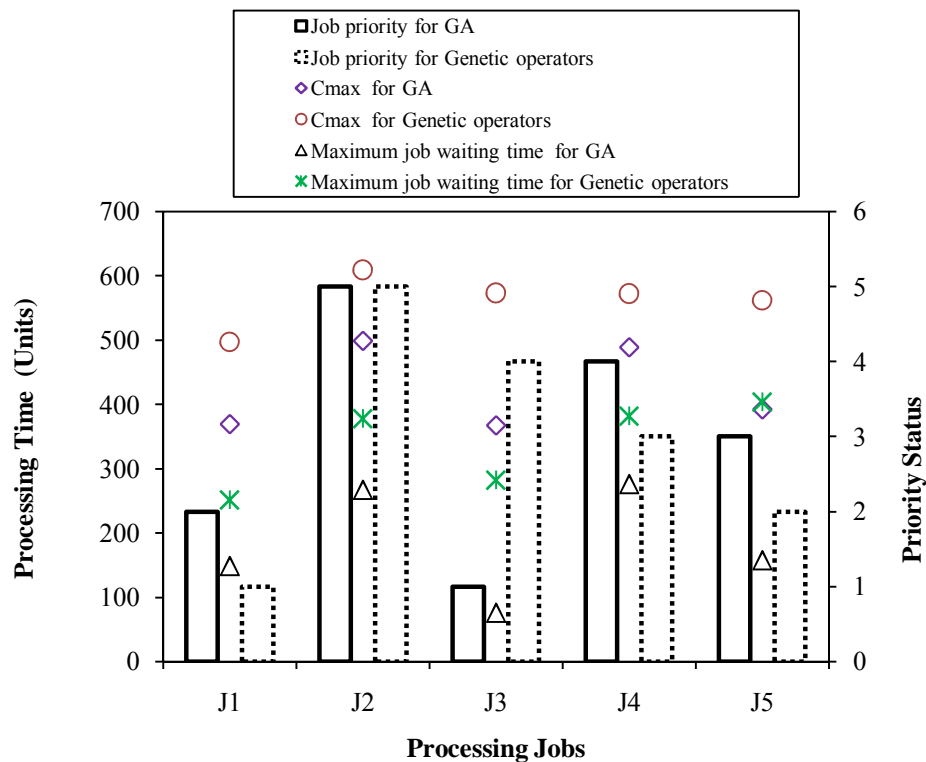 Job priority for GA
Job priority for Genetic operators
Cmax for GA
Cmax for Genetic operators
Maximum job waiting time for GA
Maximum job waiting time for Genetic operators
700
600
500
400
300
200
100
0
Processing Time (Units)
6
5
4
3
2
1
0
Priority Status
J1 J2 J3 J4 J5
Processing Jobs